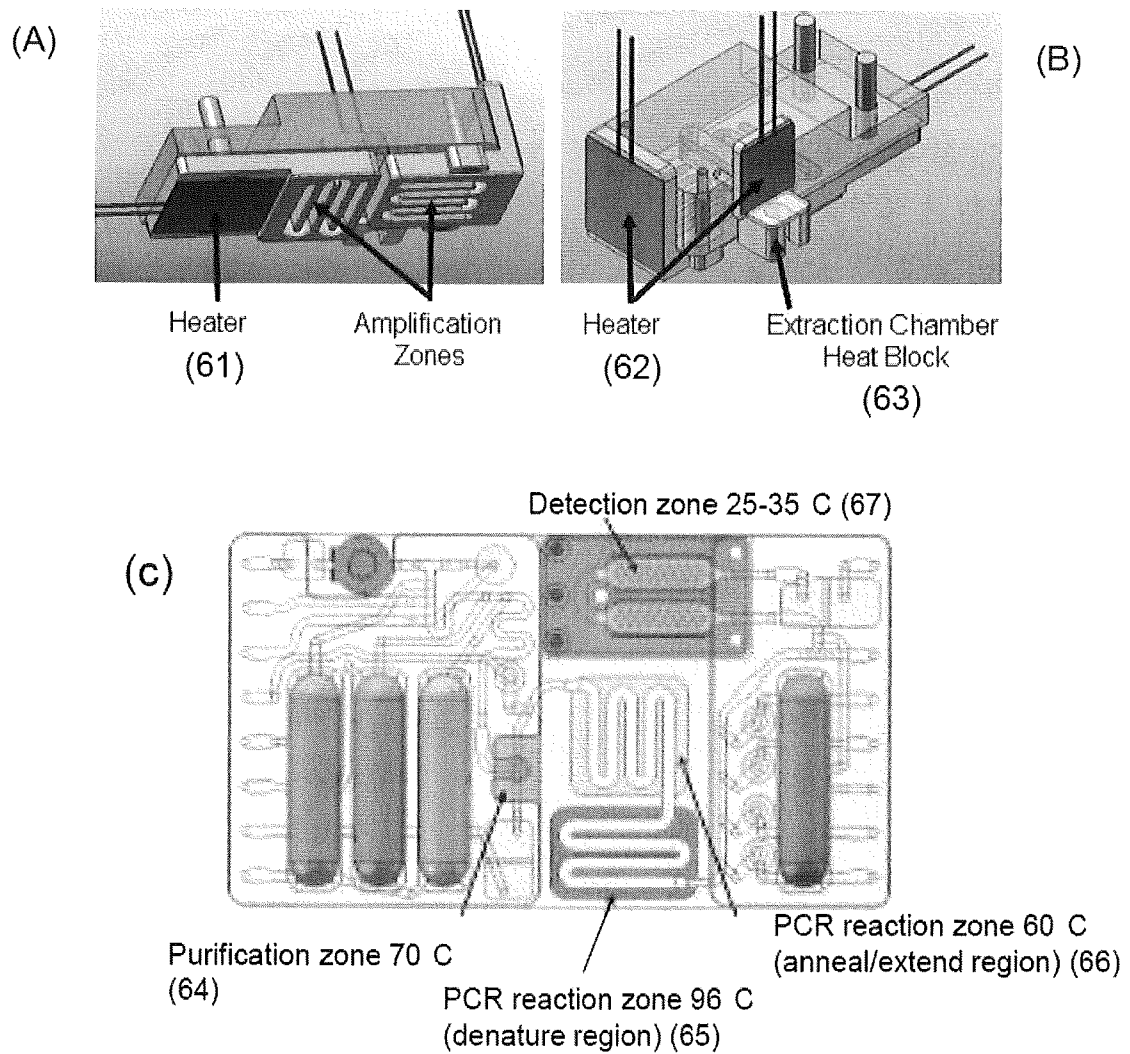 (A)
(B)
Heater
(61)
Amplification
Zones
Heater
(62)
Extraction Chamber
Heat Block
(63)
Detection zone 25-35 C (67)
(c)
Purification zone 70 C
(64)
PCR reaction zone 96 C
(denature region) (65)
PCR reaction zone 60 C
(anneal/extend region) (66)